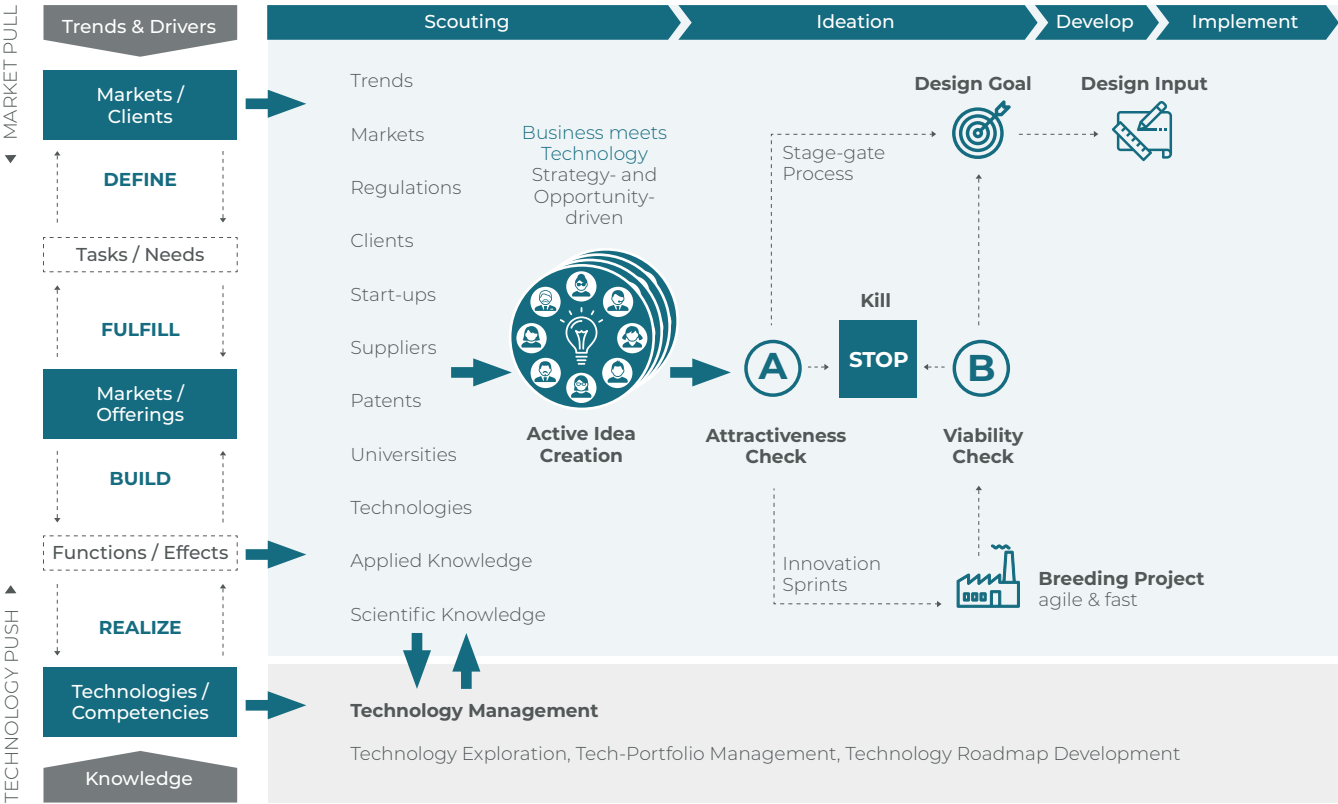 MARKET PULL
TECHNOLOGY PUSH
Trends & Drivers
Markets /
Clients
DEFINE
Tasks / Needs
FULFILL
Markets /
Offerings
BUILD
Functions / Effects
REALIZE
Technologies /
Competencies
Knowledge
Scouting
Ideation
Develop
Implement
Trends
Markets
Regulations
Clients
Start-ups
Suppliers
Patents
Universities
Technologies
Applied Knowledge
Scientific Knowledge
Business meets
Technology
Strategy- and
Opportunity-
driven
Active Idea
Creation
A
Attractiveness
Check
Stage-gate
Process
Kill
STOP
B
Viability
Check
Design Goal
Design Input
Innovation
Sprints
Breeding Project
agile & fast
Technology Management
Technology Exploration, Tech-Portfolio Management, Technology Roadmap Development